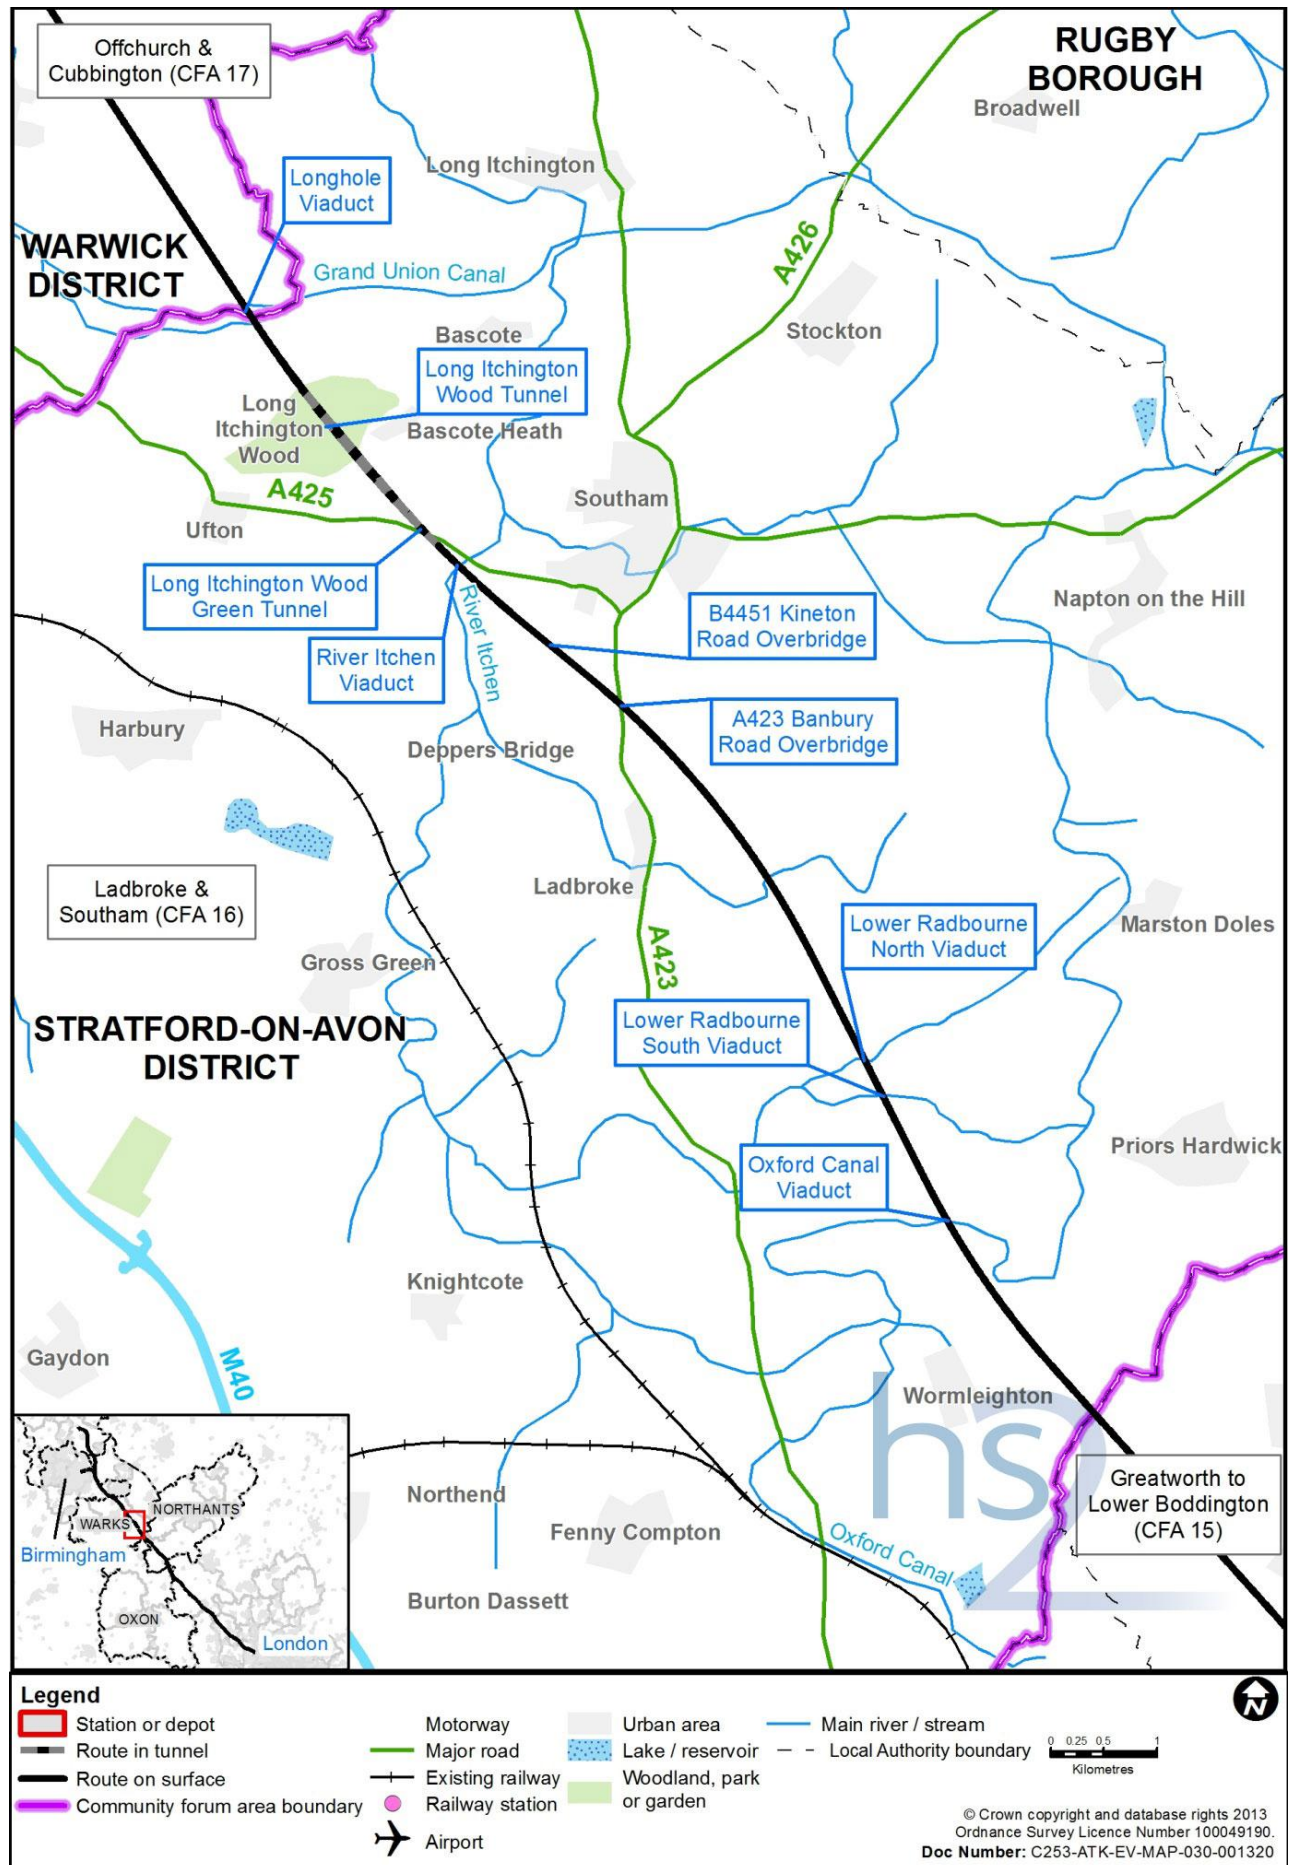 Offchurch &
Cubbington (CFA 17)
RUGBY
BOROUGH
Broadwell
Long Itchington
Longhole
Viaduct
WARWICK
DISTRICT
A426
Grand Union Canal
Stockton
Bascote
Long Itchington
Wood Tunnel
Long
Itchington
Wood
Bascote Heath
A425
Southam
Ufton
Long Itchington Wood
Green Tunnel
River Itchen
B4451 Kineton
Road Overbridge
Napton on the Hill
River Itchen
Viaduct
Harbury
Deppers Bridge
A423 Banbury
Road Overbridge
Ladbroke &
Southam (CFA 16)
Ladbroke
Marston Doles
Lower Radbourne
North Viaduct
Gross Green
A423
STRATFORD-ON-AVON
DISTRICT
Lower Radbourne
South Viaduct
Priors Hardwick
Oxford Canal
Viaduct
Knightcote
Gaydon
M40
Wormleighton
hs2
Greatworth to
Lower Boddington
(CFA 15)
Northend
Fenny Compton
Oxford Canal
Burton Dassett
NORTHANTS
WARKS
Birmingham
OXON
London
Legend
Station or depot
Route in tunnel
Route on surface
Community forum area boundary
Motorway
Major road
Existing railway
Railway station
Airport
Urban area
Lake / reservoir
Woodland, park
or garden
Main river / stream
Local Authority boundary
N
0 0.25 0.5 1
Kilometres
© Crown copyright and database rights 2013
Ordnance Survey Licence Number 100049190.
Doc Number: C253-ATK-EV-MAP-030-001320